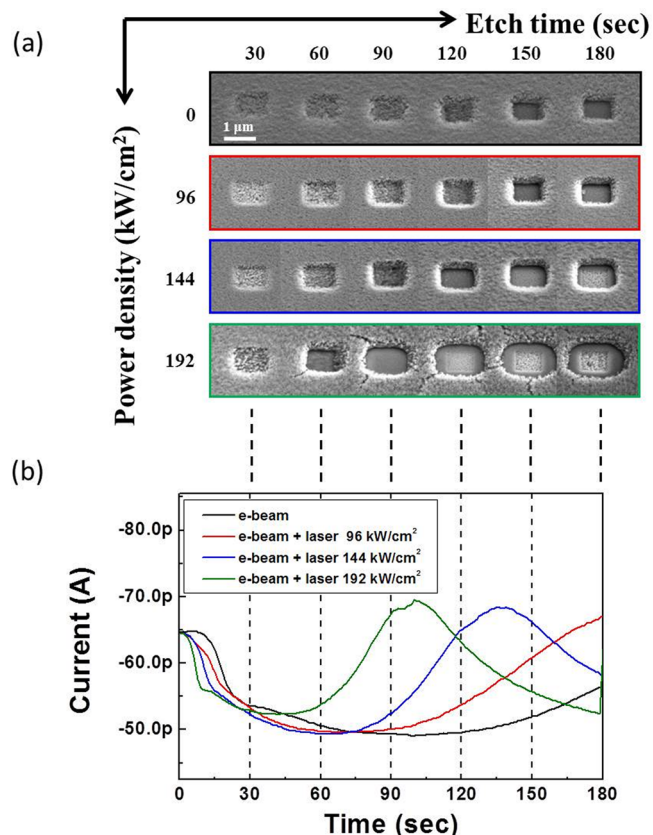 Etch time (sec)
(a)
30 60 90 120 150 180
Power density (kW/cm²)
0
1 μm
96
144
192
(b)
e-beam
e-beam + laser 96 kW/cm²
e-beam + laser 144 kW/cm²
e-beam + laser 192 kW/cm²
Current (A)
-80.0p
-70.0p
-60.0p
-50.0p
0 30 60 90 120 150 180
Time (sec)